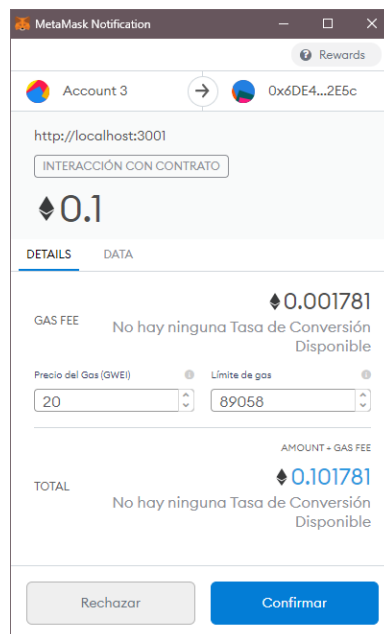 MetaMask Notification
Rewards
Account 3
0x6DE4...2E5c
http://localhost:3001
INTERACCIÓN CON CONTRATO
0.1
DETAILS
DATA
0.001781
GAS FEE
No hay ninguna Tasa de Conversión
Disponible
Precio del Gas (GWEI)
Límite de gas
20
89058
AMOUNT + GAS FEE
0.101781
TOTAL
No hay ninguna Tasa de Conversión
Disponible
Rechazar
Confirmar